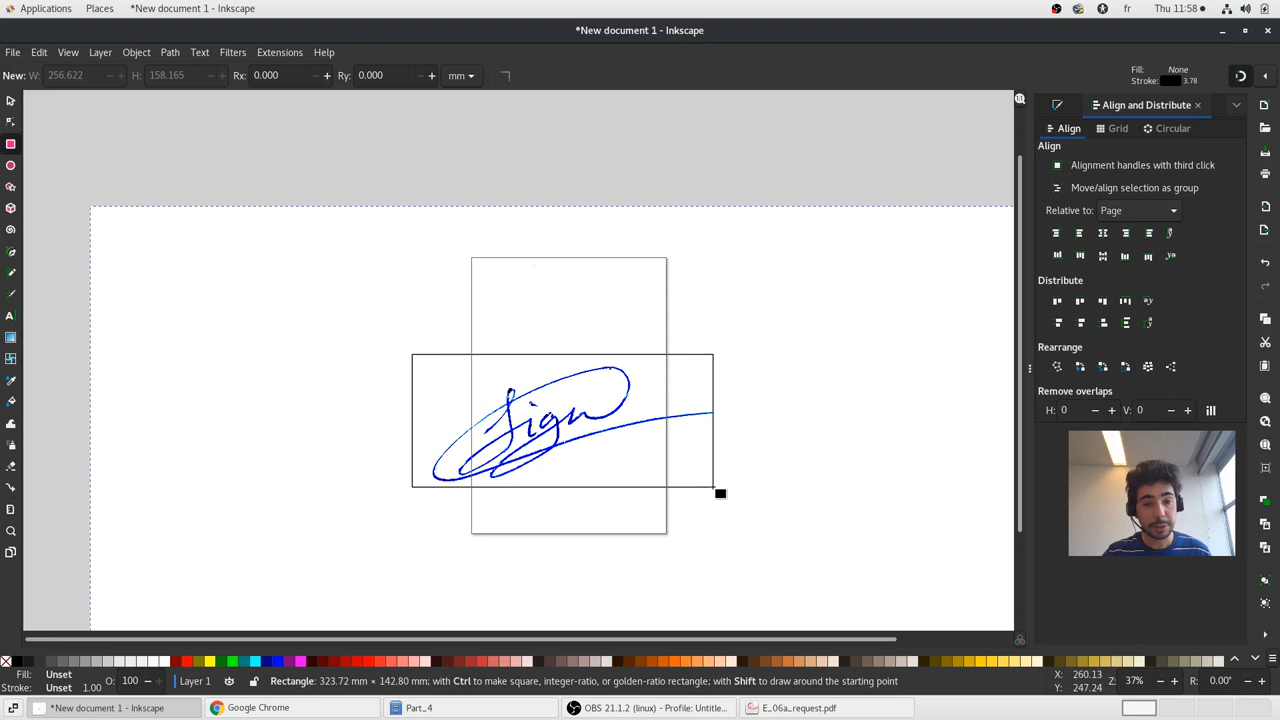 Applications Places *New document 1 - Inkscape fr Thu 11:58
*New document 1 - Inkscape
File Edit View Layer Object Path Text Filters Extensions Help
New: W: 256.622 H: 158.165 Rx: 0.000 Ry: 0.000 mm Fill: None
Stroke: 3.78
Align and Distribute
Align Grid Circular
Align
Alignment handles with third click
Move/align selection as group
Relative to: Page
Distribute
Rearrange
Remove overlaps
H: 0 V: 0
Sign
Fill: Unset
Stroke: Unset 1.00 O: 100 Layer 1 Rectangle: 323.72 mm × 142.80 mm; with Ctrl to make square, integer-ratio, or golden-ratio rectangle; with Shift to draw around the starting point X: 260.13 Y: 247.24 Z: 37% R: 0.00°
*New document 1 - Inkscape Google Chrome Part_4 OBS 21.1.2 (linux) - Profile: Untitle... E_06a_request.pdf